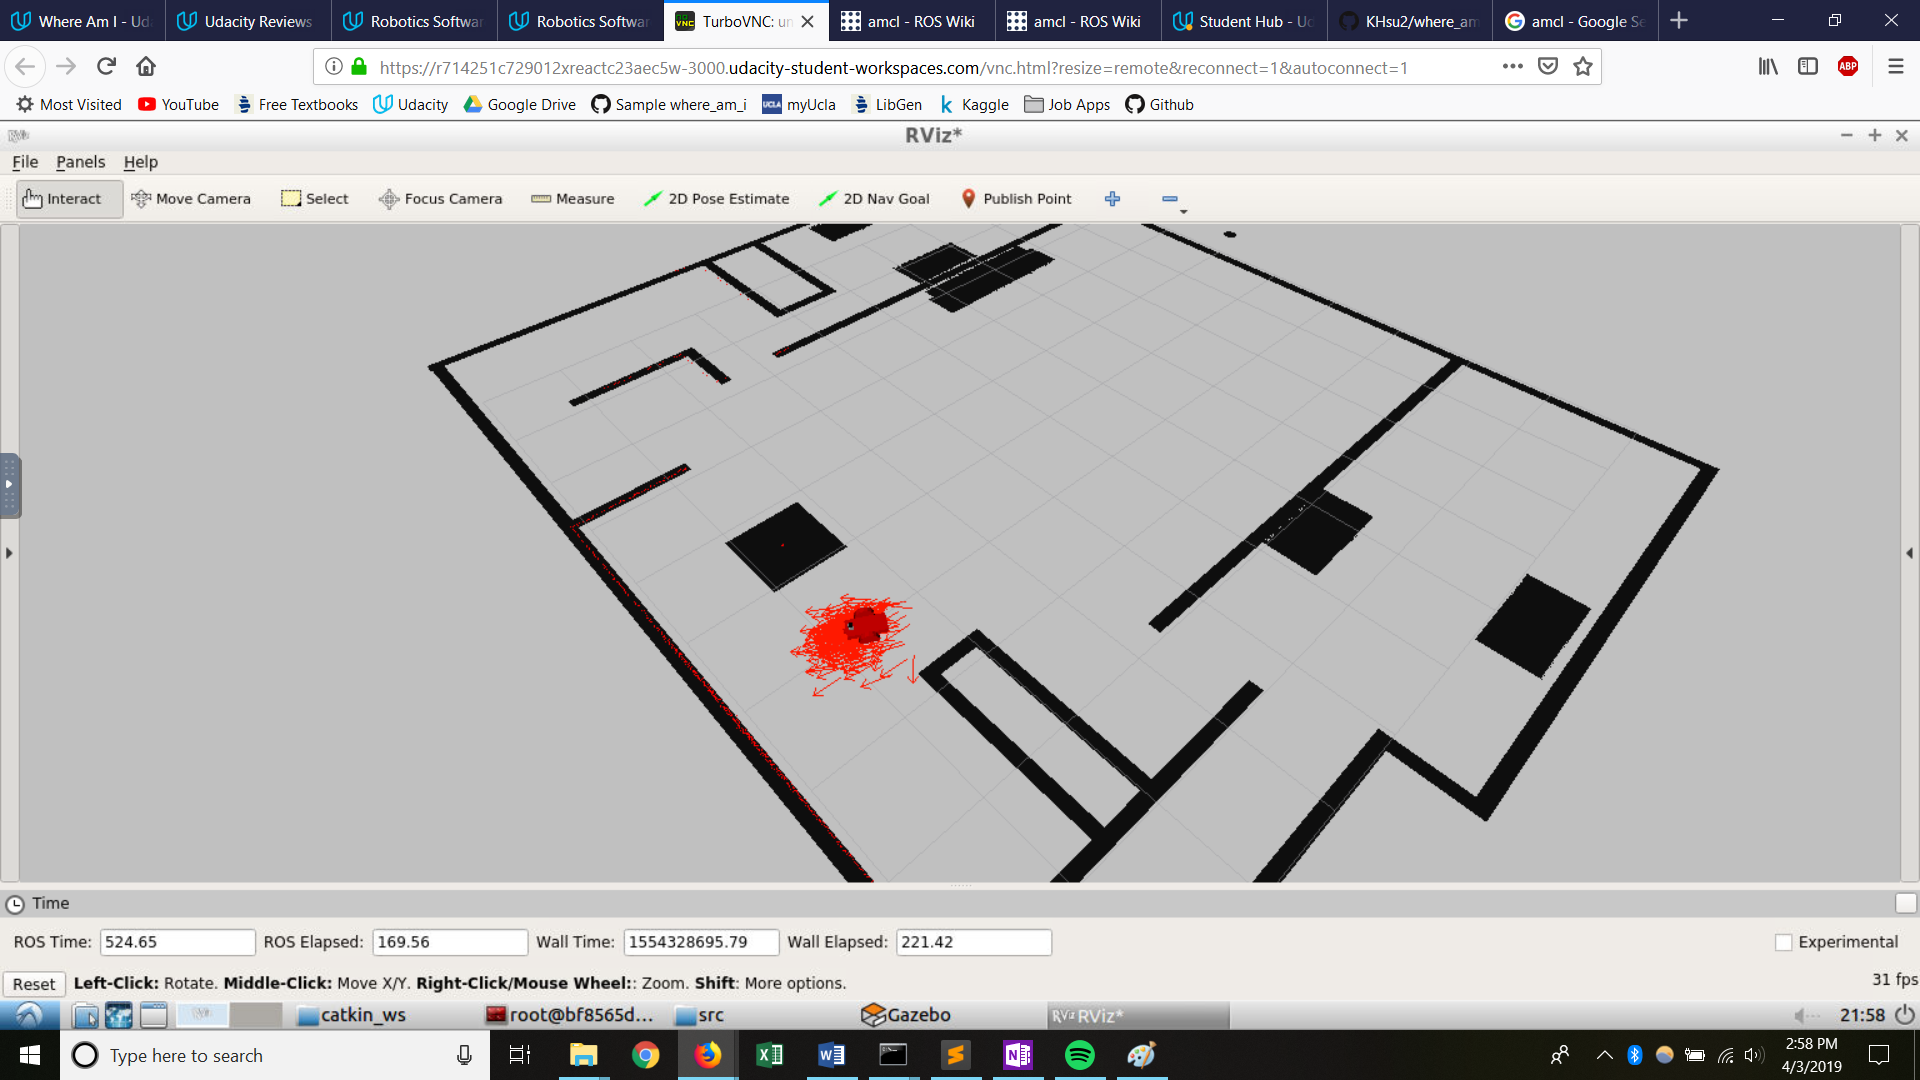 Where Am I - Ud
Udacity Reviews
Robotics Softwar
Robotics Softwar
TurboVNC: un
amcl - ROS Wiki
amcl - ROS Wiki
Student Hub - Ud
KHsu2/where_am
amcl - Google Se
https://r714251c729012xreactc23aec5w-3000.udacity-student-workspaces.com/vnc.html?resize=remote&reconnect=1&autoconnect=1
ABP
Most Visited YouTube Free Textbooks Udacity Google Drive Sample where_am_i myUcla LibGen Kaggle Job Apps Github
RViz*
File Panels Help
Interact Move Camera Select Focus Camera Measure 2D Pose Estimate 2D Nav Goal Publish Point
Time
ROS Time: 524.65 ROS Elapsed: 169.56 Wall Time: 1554328695.79 Wall Elapsed: 221.42 Experimental
Reset Left-Click: Rotate. Middle-Click: Move X/Y. Right-Click/Mouse Wheel:: Zoom. Shift: More options. 31 fps
catkin_ws root@bf8565d... src Gazebo RViz* 21:58
Type here to search
2:58 PM
4/3/2019